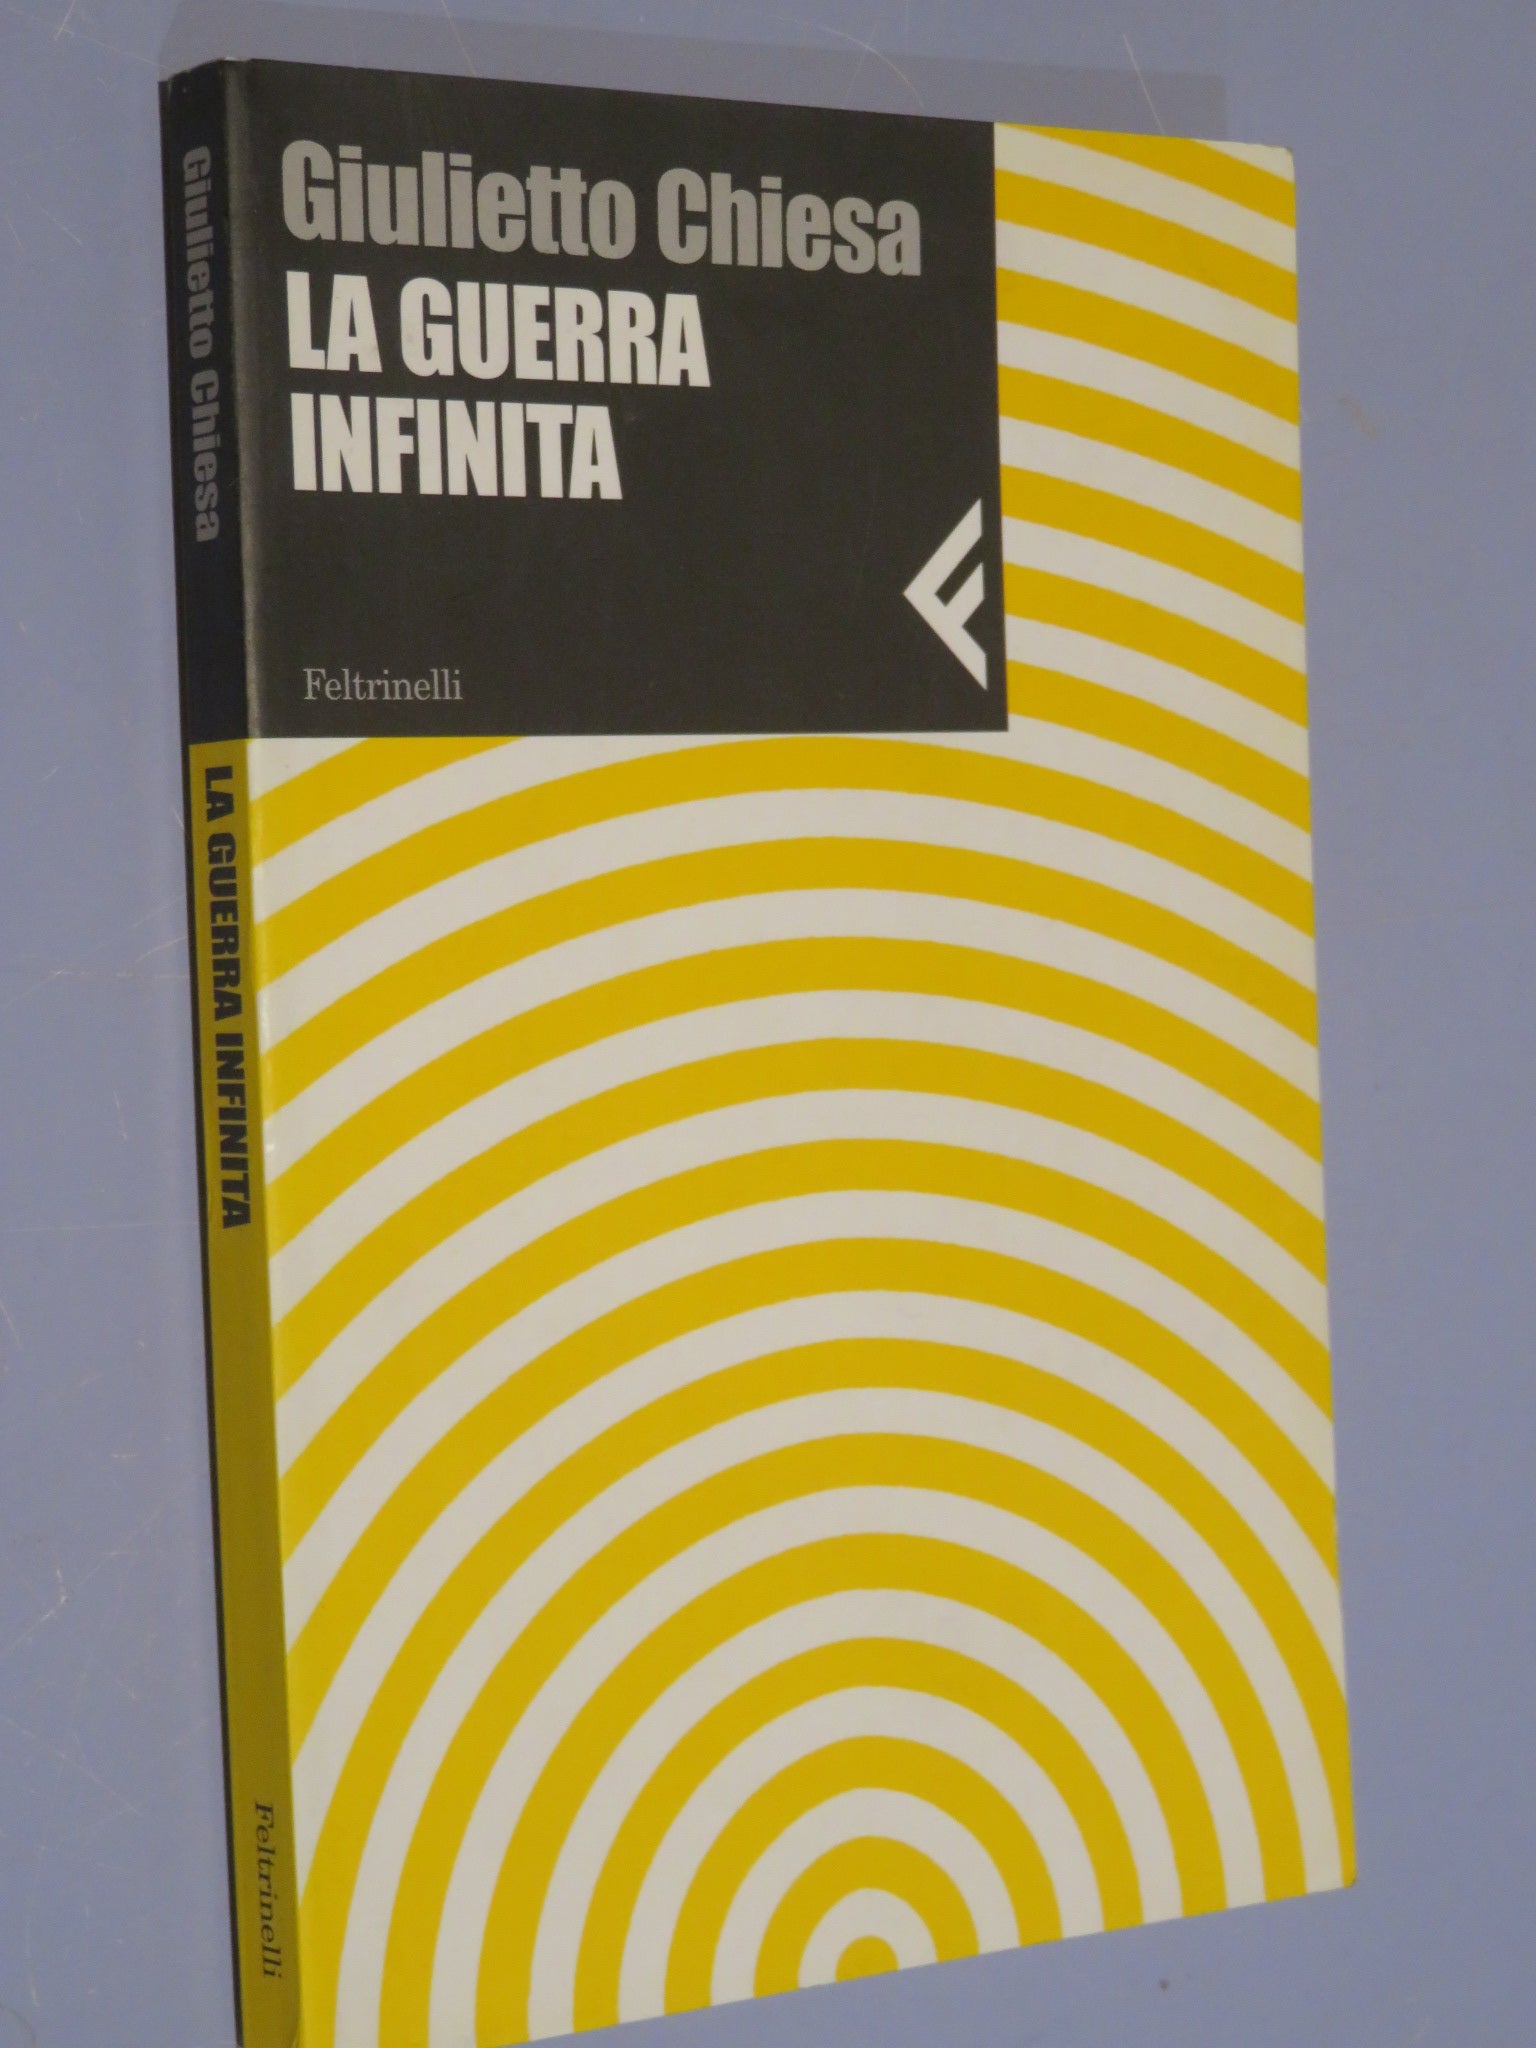 Giulietto Chiesa
LA GUERRA
INFINITA
Feltrinelli
Giulietto Chiesa
LA GUERRA INFINITA
Feltrinelli